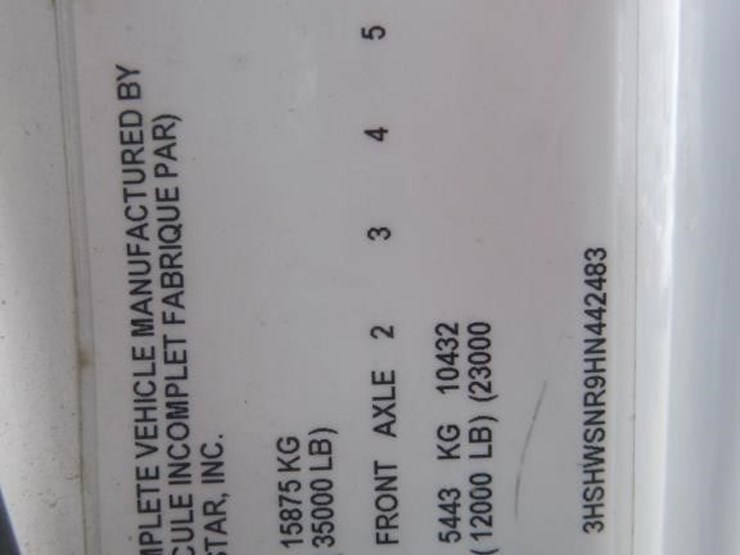 MPLETE VEHICLE MANUFACTURED BY
CULE INCOMPLET FABRIQUE PAR)
STAR, INC.
15875 KG
35000 LB)
FRONT AXLE 2 3 4 5
5443 KG 10432
(12000 LB) (23000
3HSHWSNR9HN442483